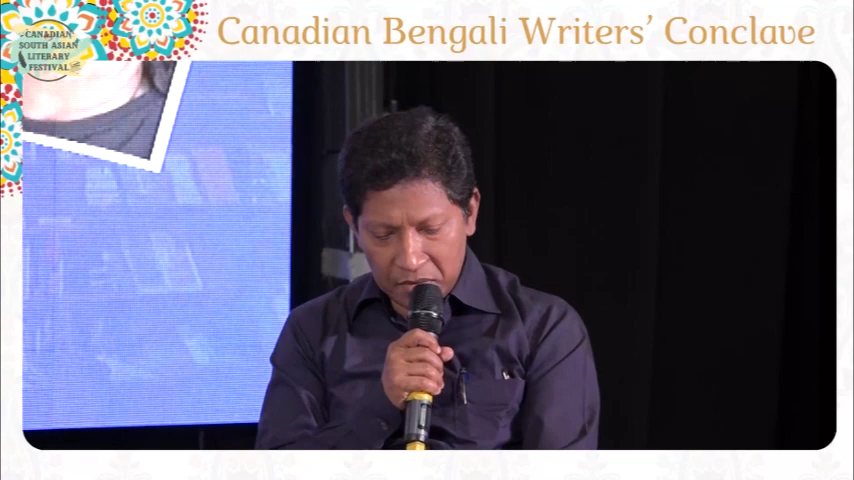 Canadian Bengali Writers' Conclave
CANADIAN
SOUTH ASIAN
LITERARY
FESTIVAL